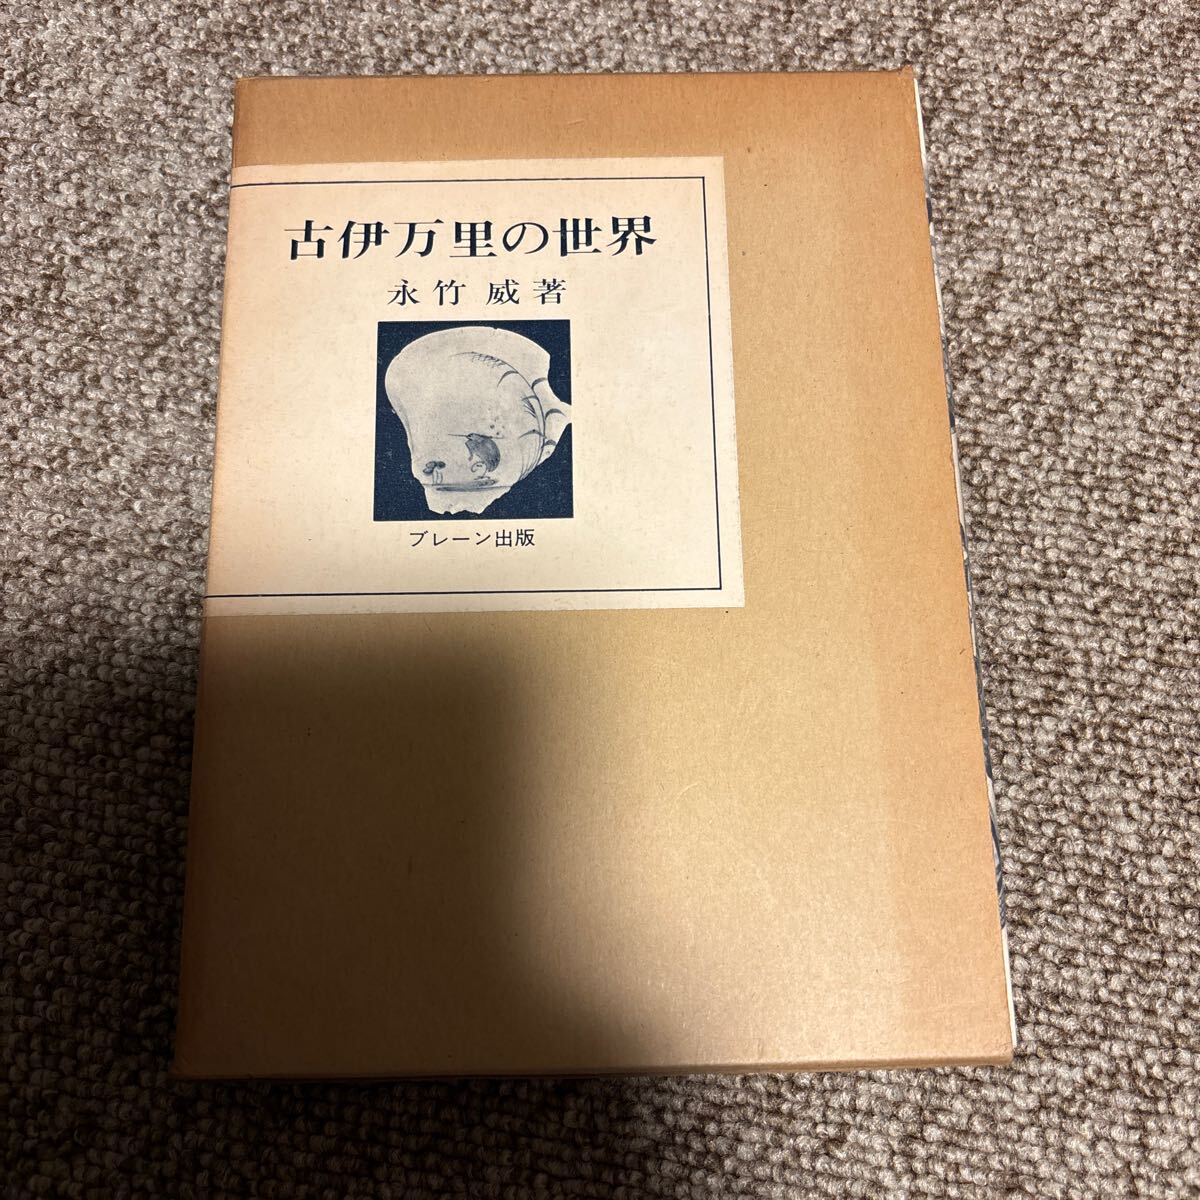 古伊万里の世界
永竹 威著
ブレーン出版